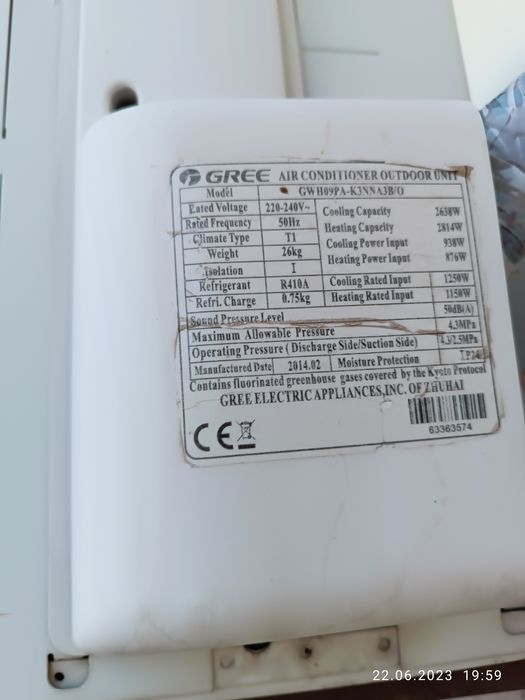 GREE AIR CONDITIONER OUTDOOR UNIT
Model GWH09PA-K3NNA3B/O
Rated Voltage 220-240V~ Cooling Capacity 2638W
Rated Frequency 50Hz Heating Capacity 2814W
Climate Type T1 Cooling Power Input 938W
Weight 26kg Heating Power Input 876W
Isolation I
Refrigerant R410A Cooling Rated Input 1250W
Refri. Charge 0.75kg Heating Rated Input 1150W
Sound Pressure Level 50dB(A)
Maximum Allowable Pressure 4.3MPa
Operating Pressure ( Discharge Side/Suction Side) 4.3/2.5MPa
Manufactured Date 2014.02 Moisture Protection IP24
Contains fluorinated greenhouse gases covered by the Kyoto Protocol
GREE ELECTRIC APPLIANCES,INC. OF ZHUHAI
CE
63363574
22.06.2023 19:59